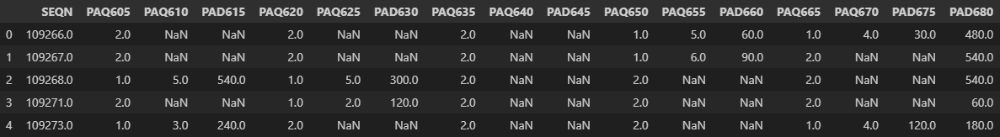 SEQN PAQ605 PAQ610 PAD615 PAQ620 PAQ625 PAD630 PAQ635 PAQ640 PAD645 PAQ650 PAQ655 PAD660 PAQ665 PAQ670 PAD675 PAD680
0 109266.0 2.0 NaN NaN 2.0 NaN NaN 2.0 NaN NaN 1.0 5.0 60.0 1.0 4.0 30.0 480.0
1 109267.0 2.0 NaN NaN 2.0 NaN NaN 2.0 NaN NaN 1.0 6.0 90.0 2.0 NaN NaN 540.0
2 109268.0 1.0 5.0 540.0 1.0 5.0 300.0 2.0 NaN NaN 2.0 NaN NaN 2.0 NaN NaN 540.0
3 109271.0 2.0 NaN NaN 1.0 2.0 120.0 2.0 NaN NaN 2.0 NaN NaN 2.0 NaN NaN 60.0
4 109273.0 1.0 3.0 240.0 2.0 NaN NaN 2.0 NaN NaN 2.0 NaN NaN 1.0 4.0 120.0 180.0